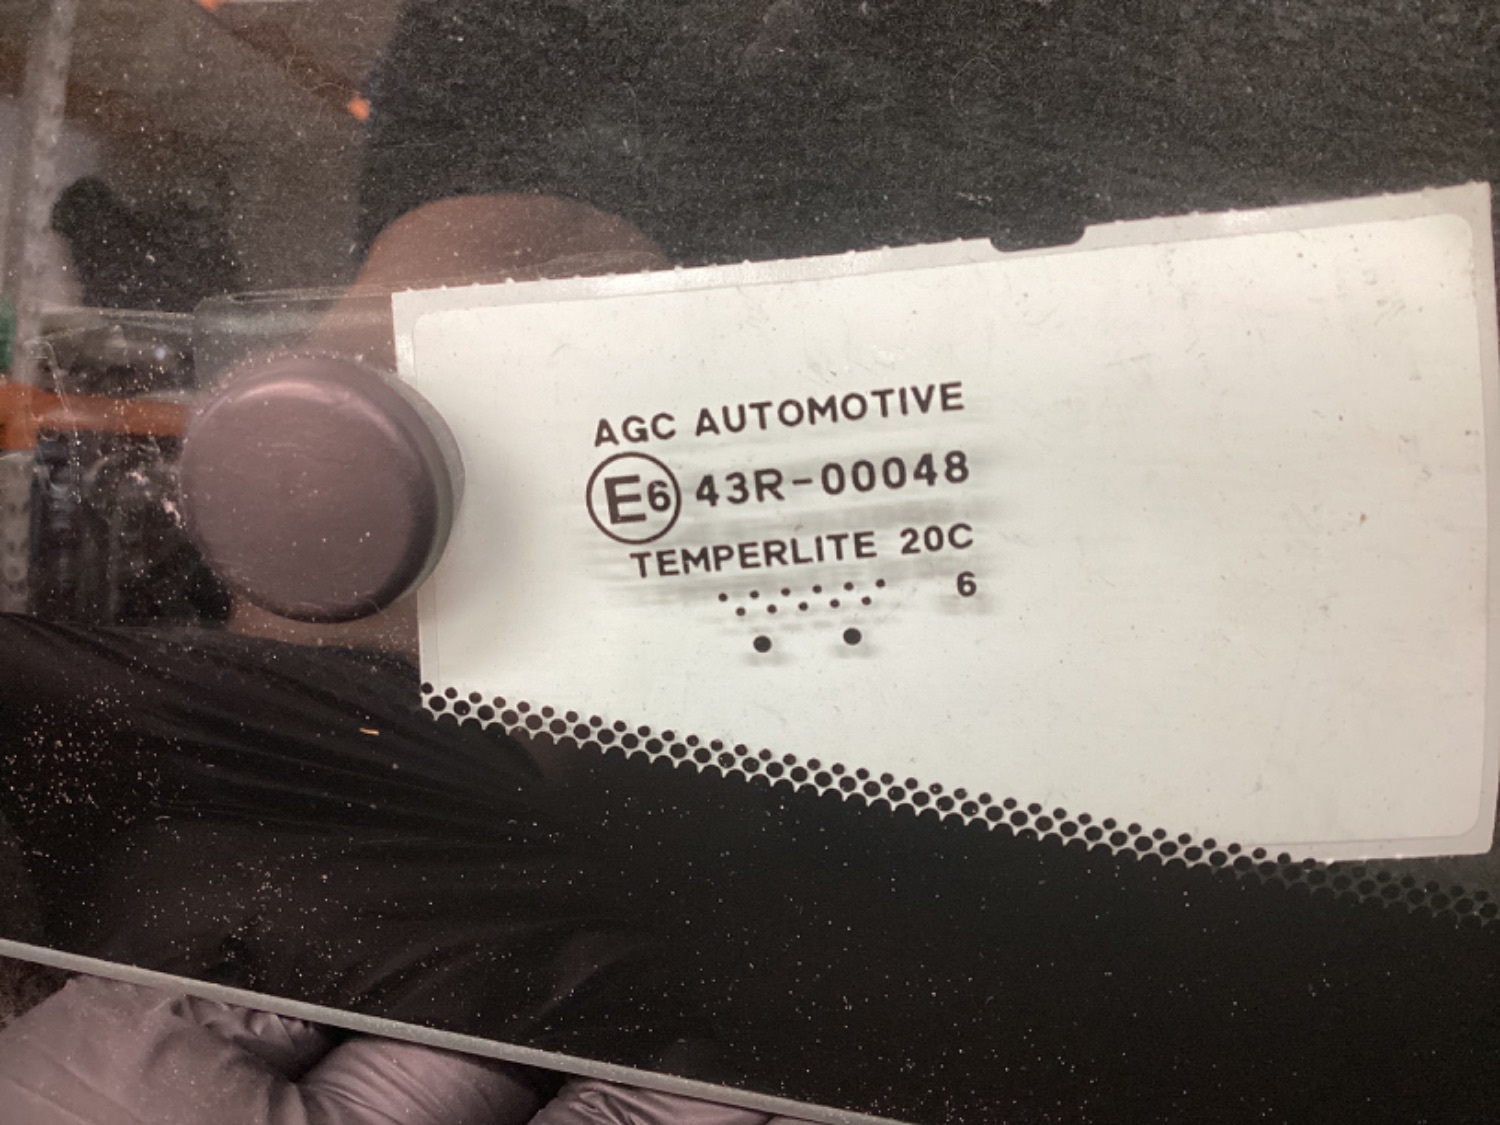 AGC AUTOMOTIVE
E6 43R-00048
TEMPERLITE 20C
6